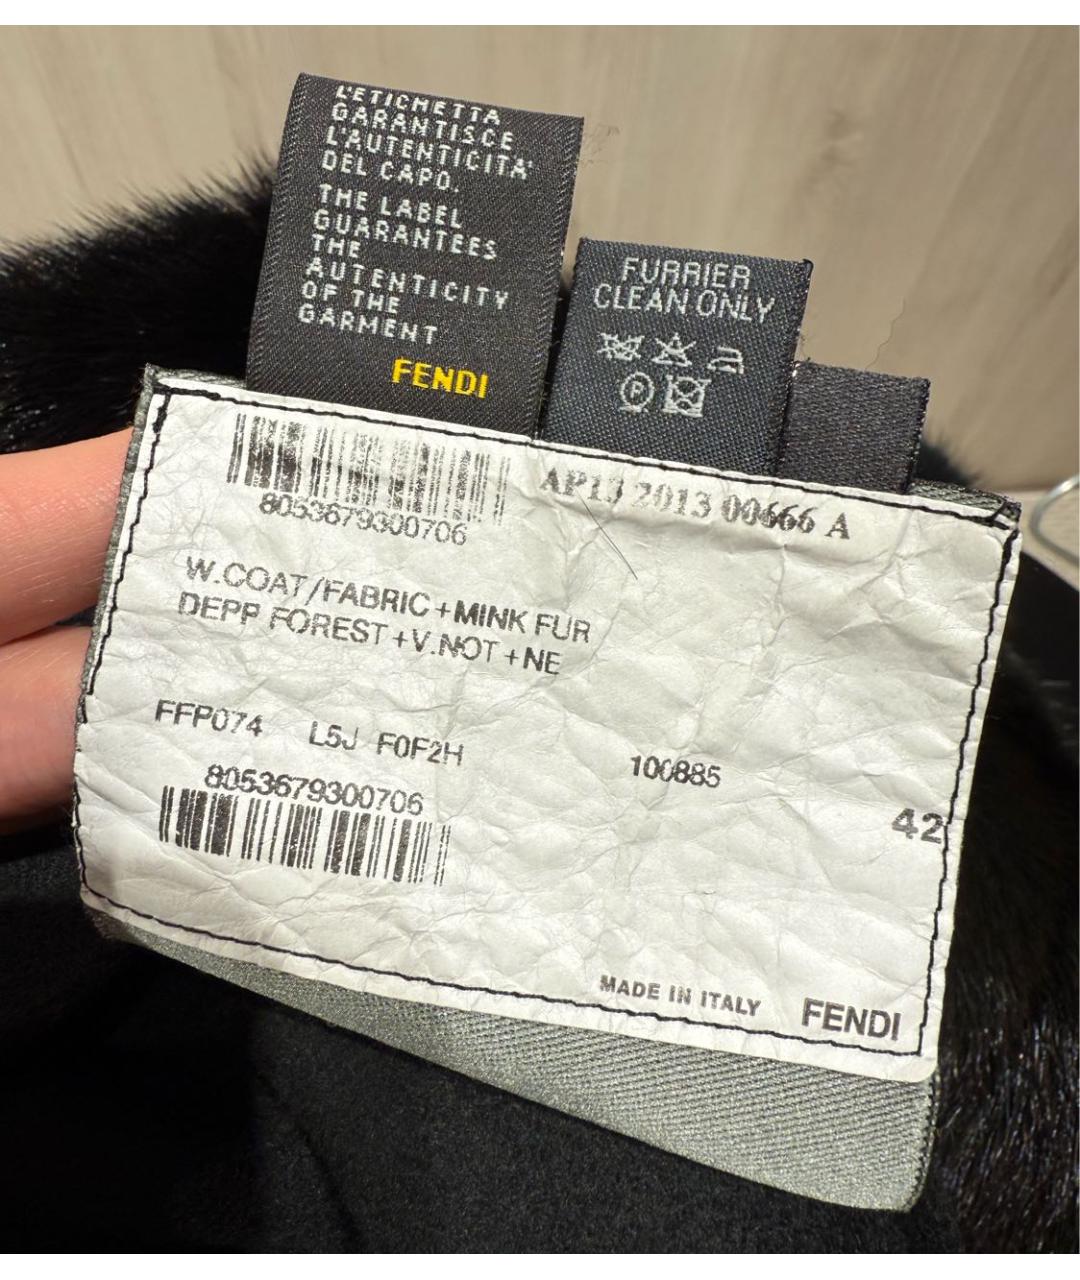 L'ETICHETTA
GARANTISCE
L'AUTENTICITA'
DEL CAPO.
THE LABEL
GUARANTEES
THE
AUTENTICITY
OF THE
GARMENT
FENDI
FURRIER
CLEAN ONLY
P
8053679300706
AP13 2013 00666 A
W.COAT/FABRIC+MINK FUR
DEPP FOREST+V.NOT+NE
FFP074 L5J F0F2H 100885
8053679300706
42
MADE IN ITALY FENDI